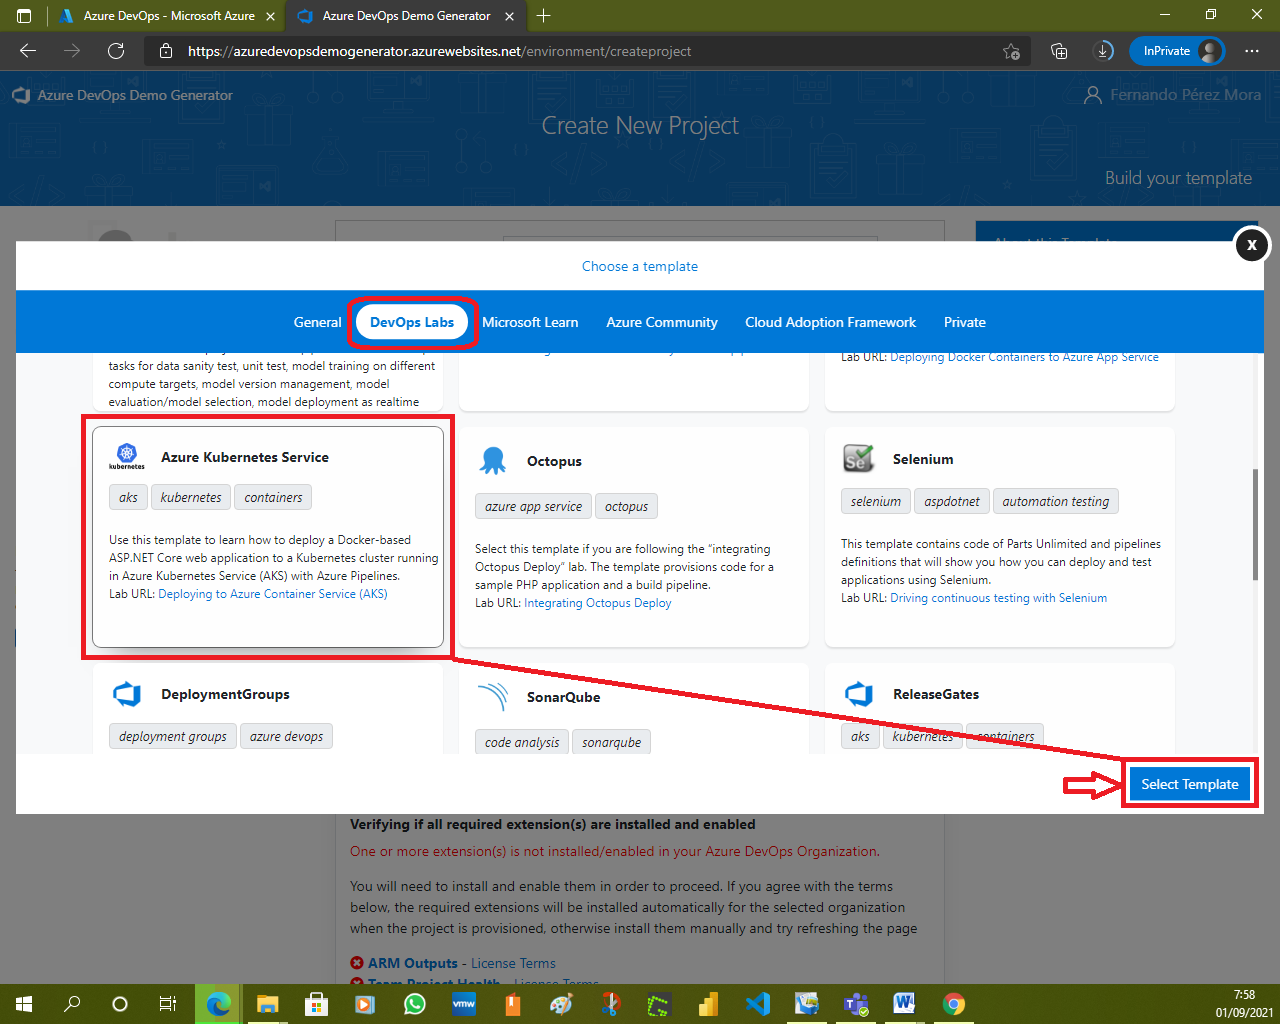 Azure DevOps - Microsoft Azure
Azure DevOps Demo Generator
https://azuredevopsdemogenerator.azurewebsites.net/environment/createproject
InPrivate
Azure DevOps Demo Generator
Fernando Pérez Mora
Create New Project
Build your template
x
Choose a template
General
DevOps Labs
Microsoft Learn
Azure Community
Cloud Adoption Framework
Private
tasks for data sanity test, unit test, model training on different
compute targets, model version management, model
evaluation/model selection, model deployment as realtime
Lab URL: Deploying Docker Containers to Azure App Service
kubernetes
Azure Kubernetes Service
aks
kubernetes
containers
Use this template to learn how to deploy a Docker-based
ASP.NET Core web application to a Kubernetes cluster running
in Azure Kubernetes Service (AKS) with Azure Pipelines.
Lab URL: Deploying to Azure Container Service (AKS)
Octopus
azure app service
octopus
Select this template if you are following the "integrating
Octopus Deploy" lab. The template provisions code for a
sample PHP application and a build pipeline.
Lab URL: Integrating Octopus Deploy
Se
Selenium
selenium
aspdotnet
automation testing
This template contains code of Parts Unlimited and pipelines
definitions that will show you how you can deploy and test
applications using Selenium.
Lab URL: Driving continuous testing with Selenium
DeploymentGroups
deployment groups
azure devops
SonarQube
code analysis
sonarqube
ReleaseGates
aks
kubernetes
containers
Select Template
Verifying if all required extension(s) are installed and enabled
One or more extension(s) is not installed/enabled in your Azure DevOps Organization.
You will need to install and enable them in order to proceed. If you agree with the terms
below, the required extensions will be installed automatically for the selected organization
when the project is provisioned, otherwise install them manually and try refreshing the page
ARM Outputs - License Terms
Team Project Health - License Terms
vmw
7:58
01/09/2021